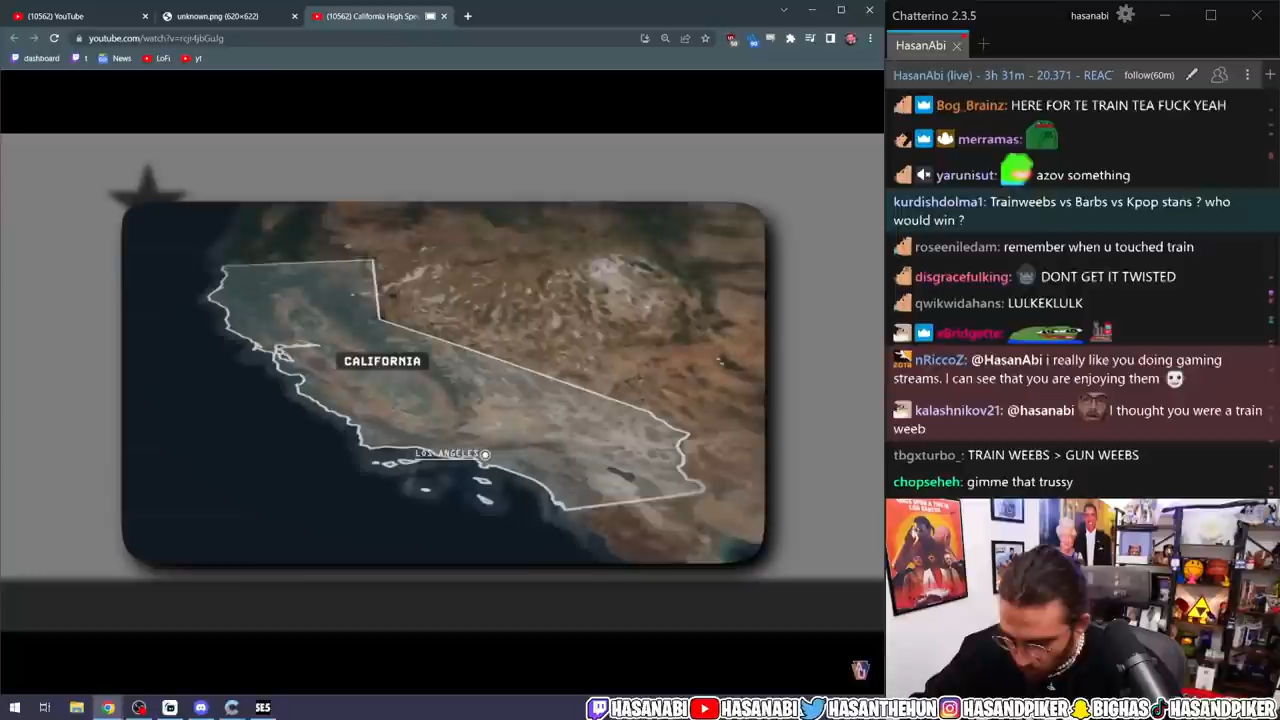 (10562) YouTube
unknown.png (620×622)
(10562) California High Spe
youtube.com/watch?v=rcjr4jbGuJg
dashboard
t
News
LoFi
yt
CALIFORNIA
LOS ANGELES
Chatterino 2.3.5
hasanabi
HasanAbi
HasanAbi (live) - 3h 31m - 20.371 - REAC
follow(60m)
Bog_Brainz: HERE FOR TE TRAIN TEA FUCK YEAH
merramas:
yarunisut: azov something
kurdishdolma1: Trainweebs vs Barbs vs Kpop stans ? who
would win ?
roseeniledam: remember when u touched train
disgracefulking: DONT GET IT TWISTED
qwikwidahans: LULKEKLULK
eBridgette:
nRiccoZ: @HasanAbi i really like you doing gaming
streams. I can see that you are enjoying them
kalashnikov21: @hasanabi I thought you were a train
weeb
tbgxturbo_: TRAIN WEEBS > GUN WEEBS
chopseheh: gimme that trussy
SE5
HASANABI HASANABI HASANTHEHUN HASANDPIKER BIGHAS HASANDPIKER